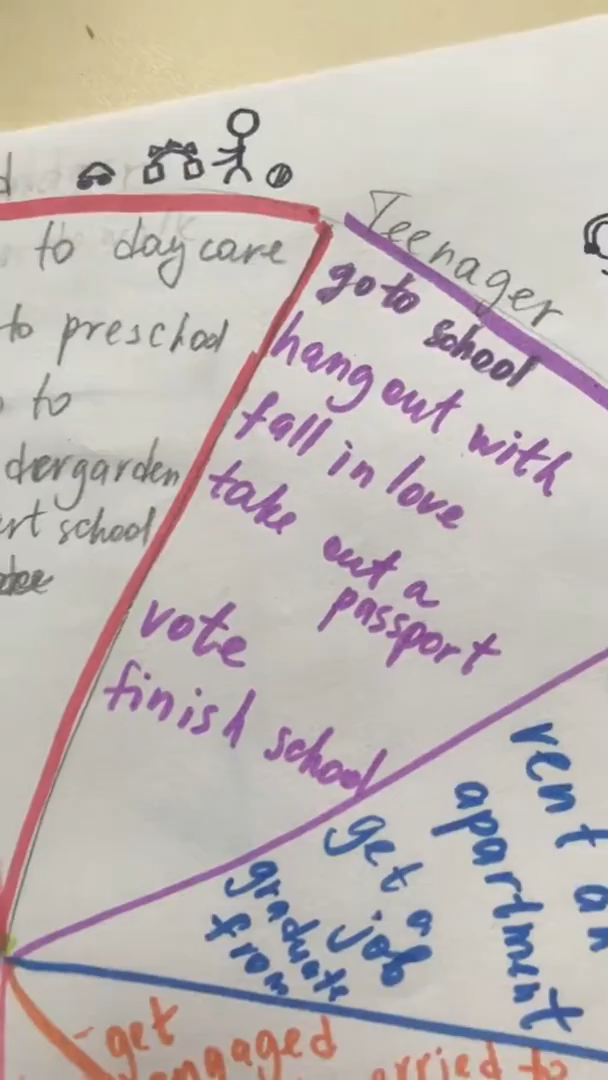 to daycare
to preschool
to
dergarden
rt school
Teenager
go to school
hang out with
fall in love
take out a
passport
vote
finish school
rent an
apartment
get a
job
graduate
from
-get
engaged
rried to